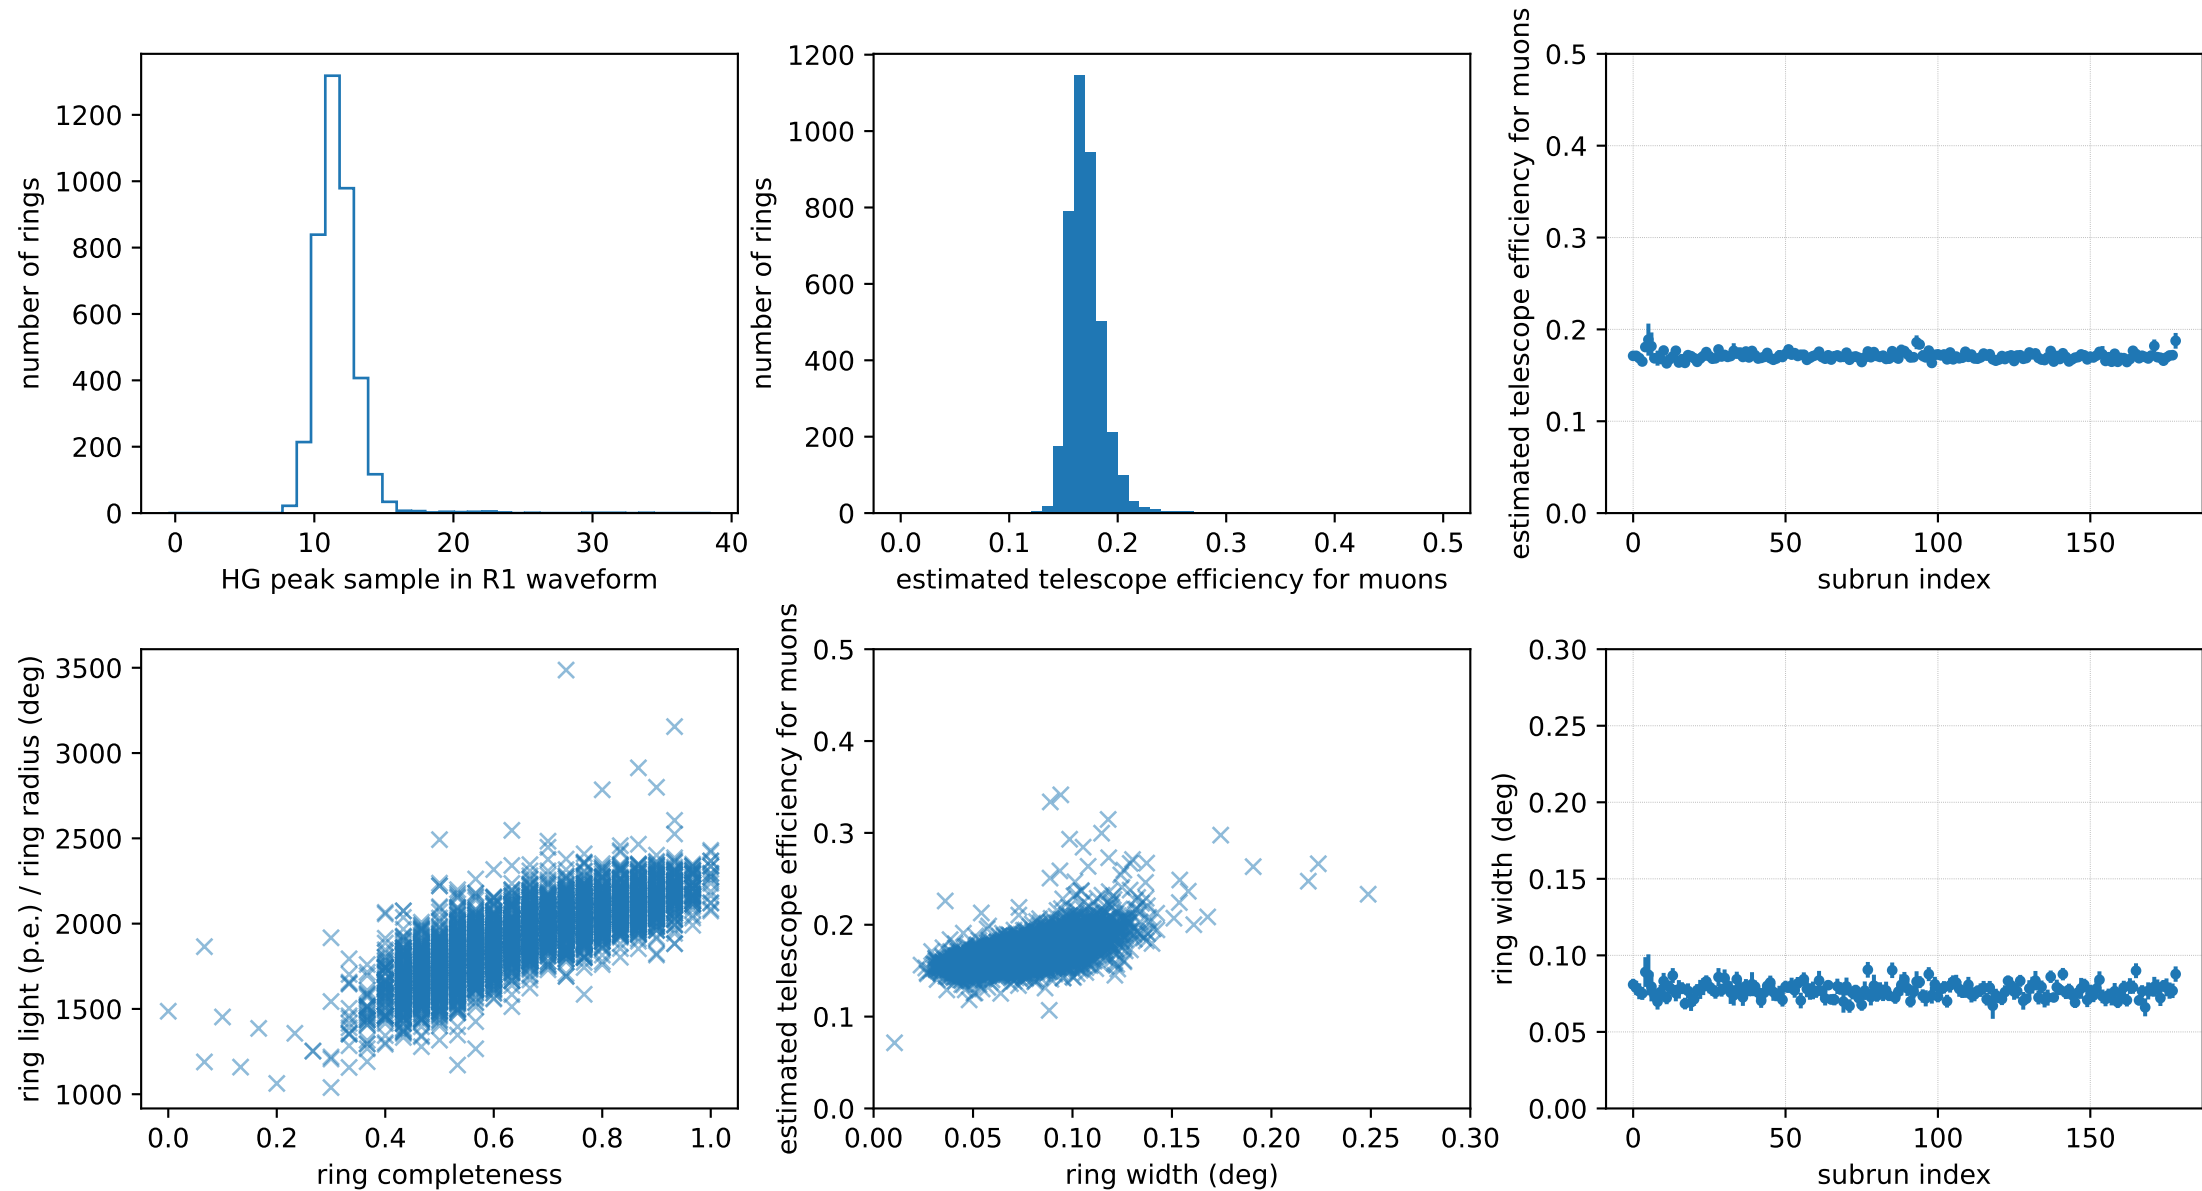 number of rings
1200
1000
800
600
400
200
0
0 10 20 30 40
HG peak sample in R1 waveform
number of rings
1200
1000
800
600
400
200
0
0.0 0.1 0.2 0.3 0.4 0.5
estimated telescope efficiency for muons
estimated telescope efficiency for muons
0.5
0.4
0.3
0.2
0.1
0.0
0 50 100 150
subrun index
ring light (p.e.) / ring radius (deg)
3500
3000
2500
2000
1500
1000
0.0 0.2 0.4 0.6 0.8 1.0
ring completeness
estimated telescope efficiency for muons
0.5
0.4
0.3
0.2
0.1
0.0
0.00 0.05 0.10 0.15 0.20 0.25 0.30
ring width (deg)
ring width (deg)
0.30
0.25
0.20
0.15
0.10
0.05
0.00
0 50 100 150
subrun index